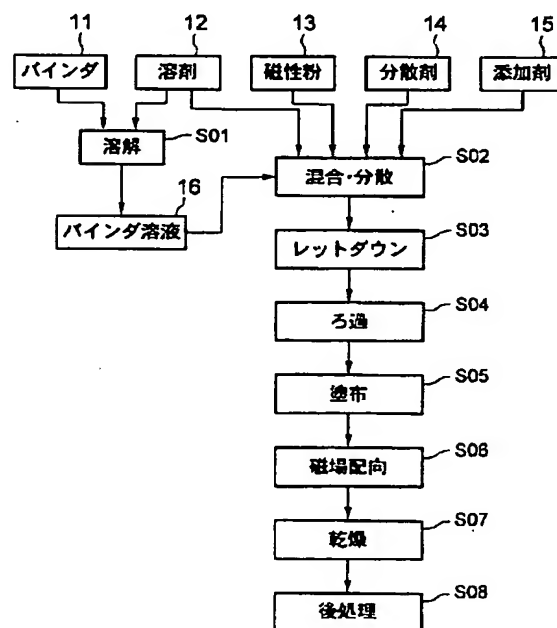 11
12
13
14
15
バインダ
溶剤
磁性粉
分散剤
添加剤
溶解
S01
混合・分散
S02
16
バインダ溶液
レットダウン
S03
ろ過
S04
塗布
S05
磁場配向
S06
乾燥
S07
後処理
S08